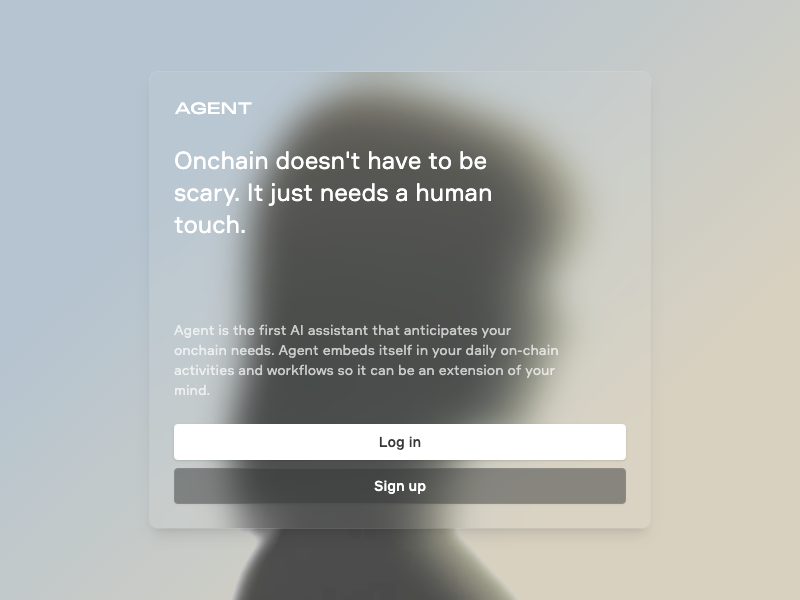 AGENT
Onchain doesn't have to be
scary. It just needs a human
touch.
Agent is the first AI assistant that anticipates your
onchain needs. Agent embeds itself in your daily on-chain
activities and workflows so it can be an extension of your
mind.
Log in
Sign up